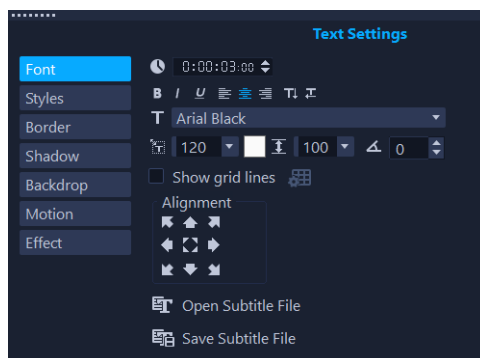 Text Settings
Font
0:00:03:00
Styles
B I U
Border
T Arial Black
Shadow
120 100 0
Backdrop
Show grid lines
Motion
Alignment
Effect
Open Subtitle File
Save Subtitle File